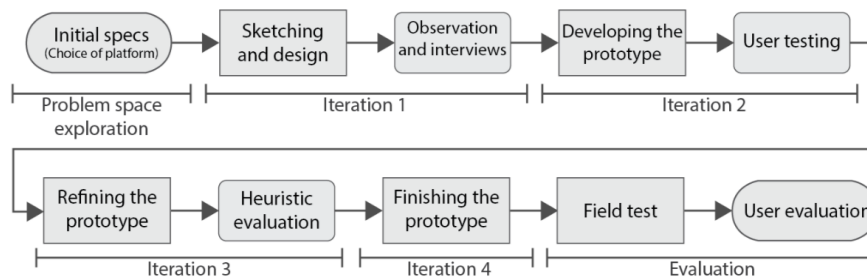 Initial specs
(Choice of platform)
Sketching
and design
Observation
and interviews
Developing the
prototype
User testing
Problem space
exploration
Iteration 1
Iteration 2
Refining the
prototype
Heuristic
evaluation
Finishing the
prototype
Field test
User evaluation
Iteration 3
Iteration 4
Evaluation